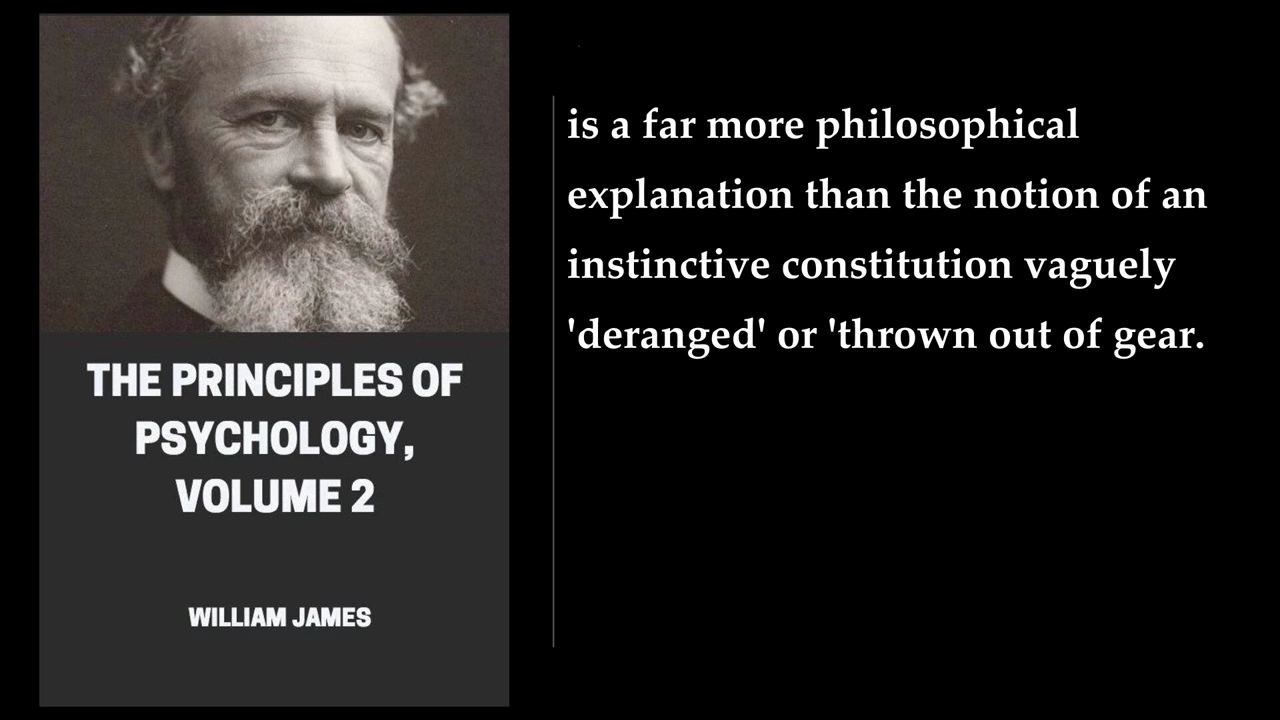 THE PRINCIPLES OF
PSYCHOLOGY,
VOLUME 2
WILLIAM JAMES
is a far more philosophical
explanation than the notion of an
instinctive constitution vaguely
'deranged' or 'thrown out of gear.